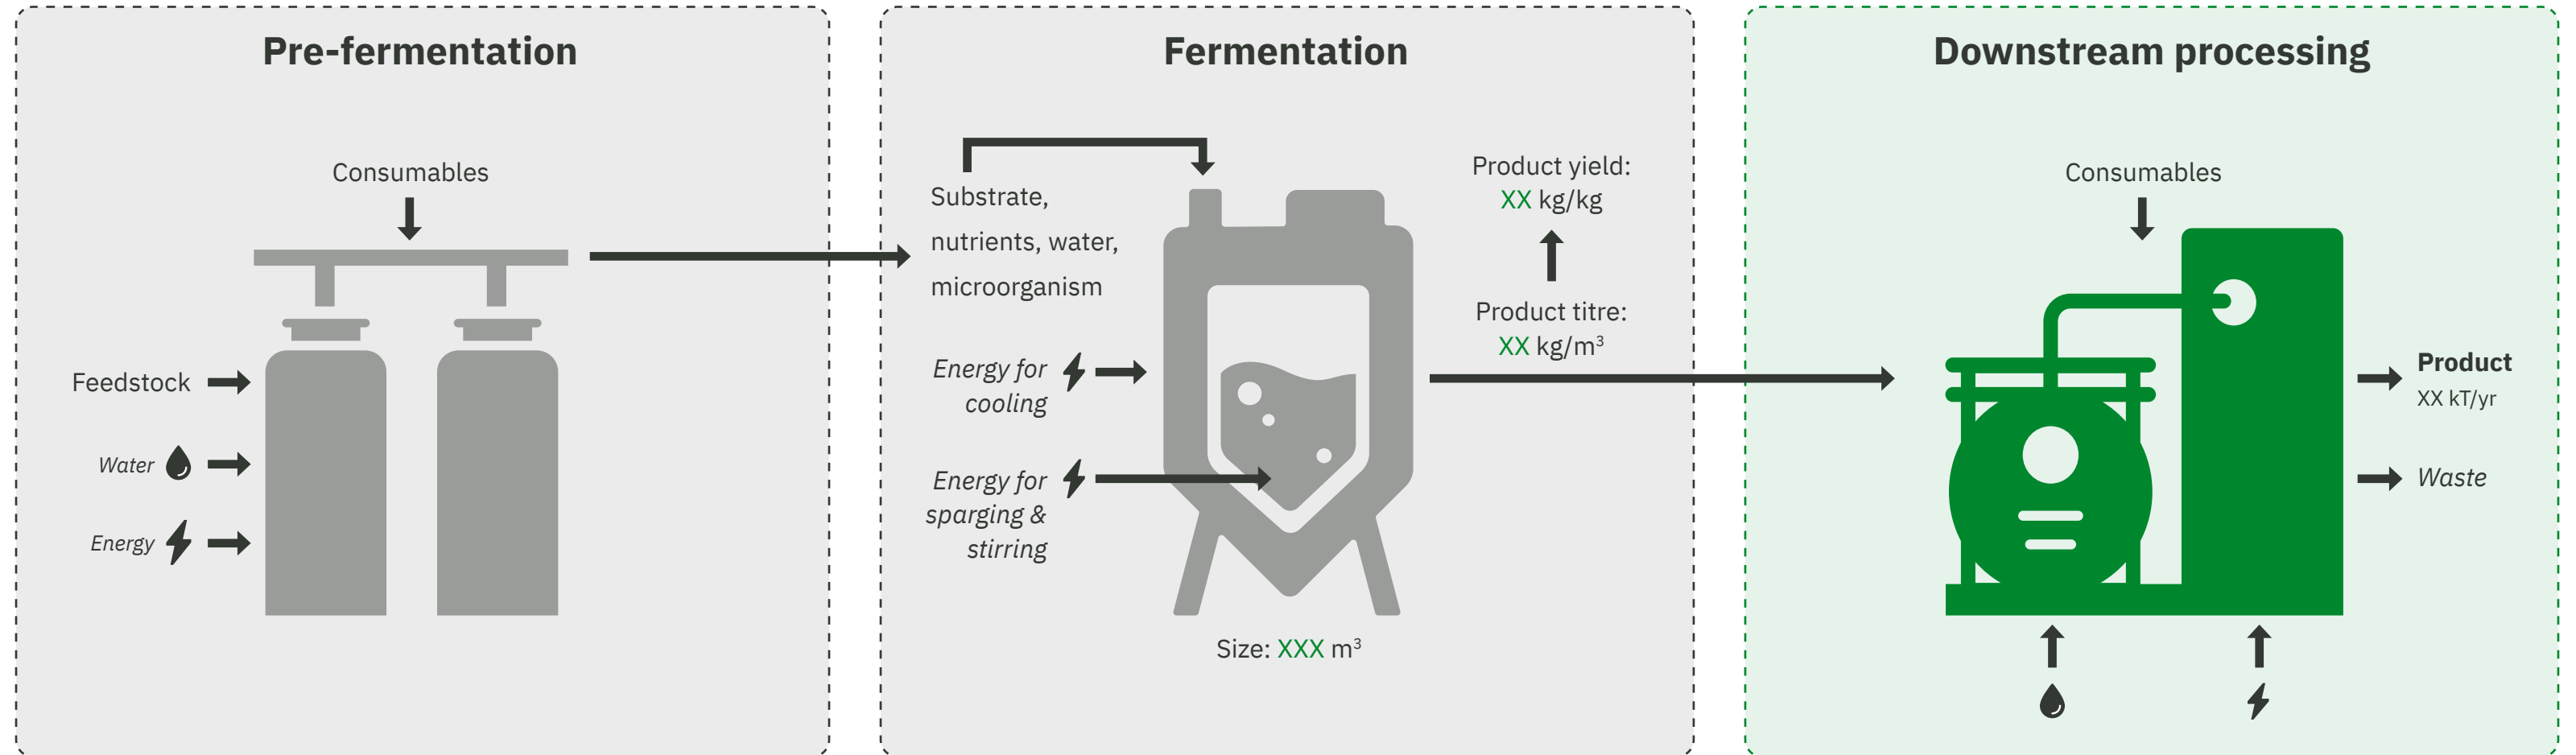 Pre-fermentation
Consumables
Feedstock
Water
Energy
Fermentation
Substrate,
nutrients, water,
microorganism
Energy for
cooling
Energy for
sparging &
stirring
Product yield:
XX kg/kg
Product titre:
XX kg/m³
Size: XXX m³
Downstream processing
Consumables
Product
XX kT/yr
Waste